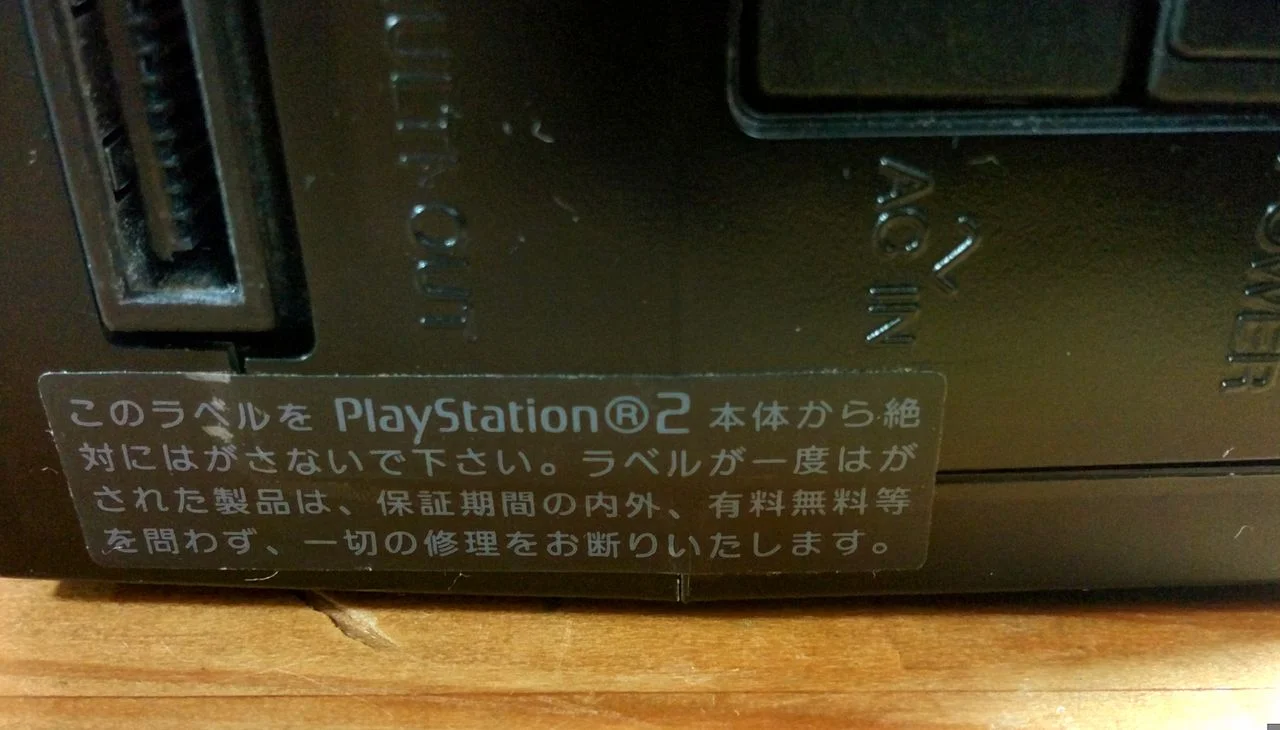 AC IN
このラベルを PlayStation®2 本体から絶
対にはがさないで下さい。ラベルが一度はが
された製品は、保証期間の内外、有料無料等
を問わず、一切の修理をお断りいたします。